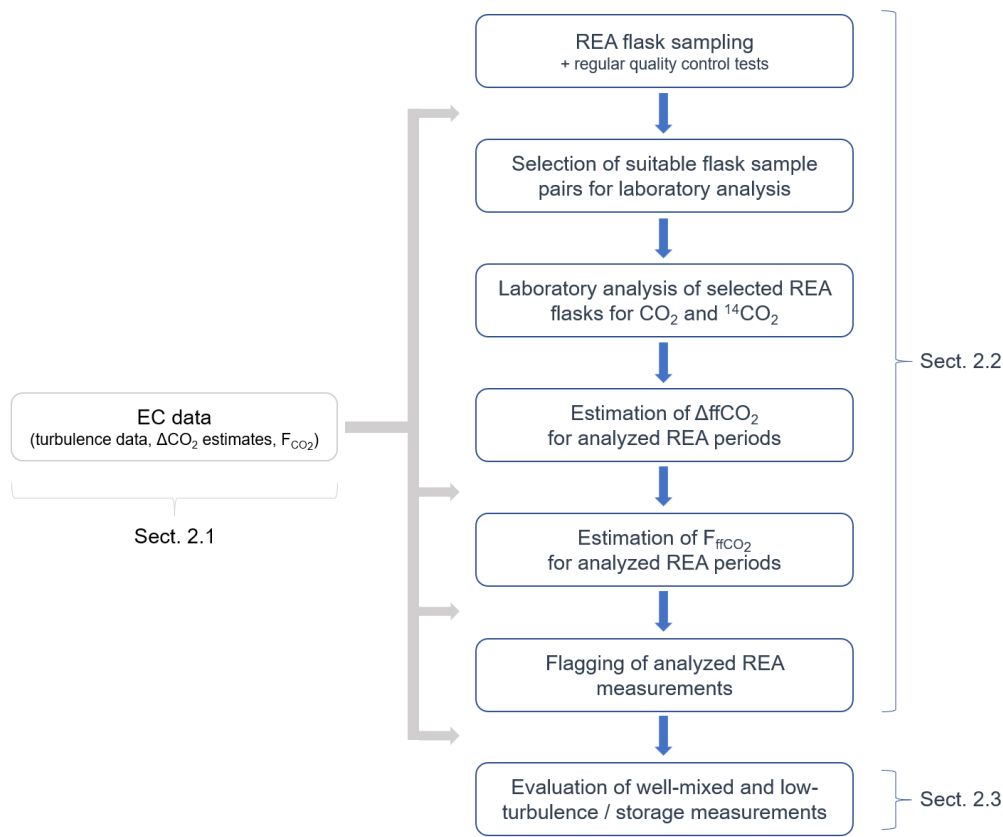 REA flask sampling
+ regular quality control tests
Selection of suitable flask sample
pairs for laboratory analysis
Laboratory analysis of selected REA
flasks for CO₂ and ¹⁴CO₂
Sect. 2.2
Estimation of ΔffCO₂
for analyzed REA periods
EC data
(turbulence data, ΔCO₂ estimates, F_CO₂)
Sect. 2.1
Estimation of F_ffCO₂
for analyzed REA periods
Flagging of analyzed REA
measurements
Evaluation of well-mixed and low-
turbulence / storage measurements
Sect. 2.3